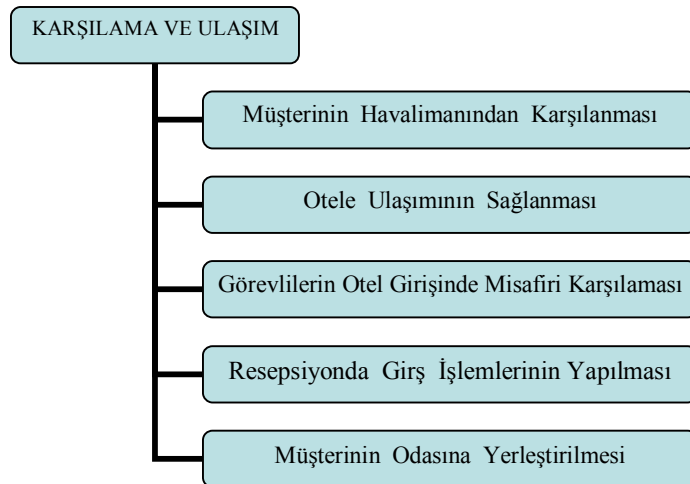 KARŞILAMA VE ULAŞIM
Müşterinin Havalimanından Karşılanması
Otele Ulaşımının Sağlanması
Görevlilerin Otel Girişinde Misafiri Karşılaması
Resepsiyonda Girş İşlemlerinin Yapılması
Müşterinin Odasına Yerleştirilmesi